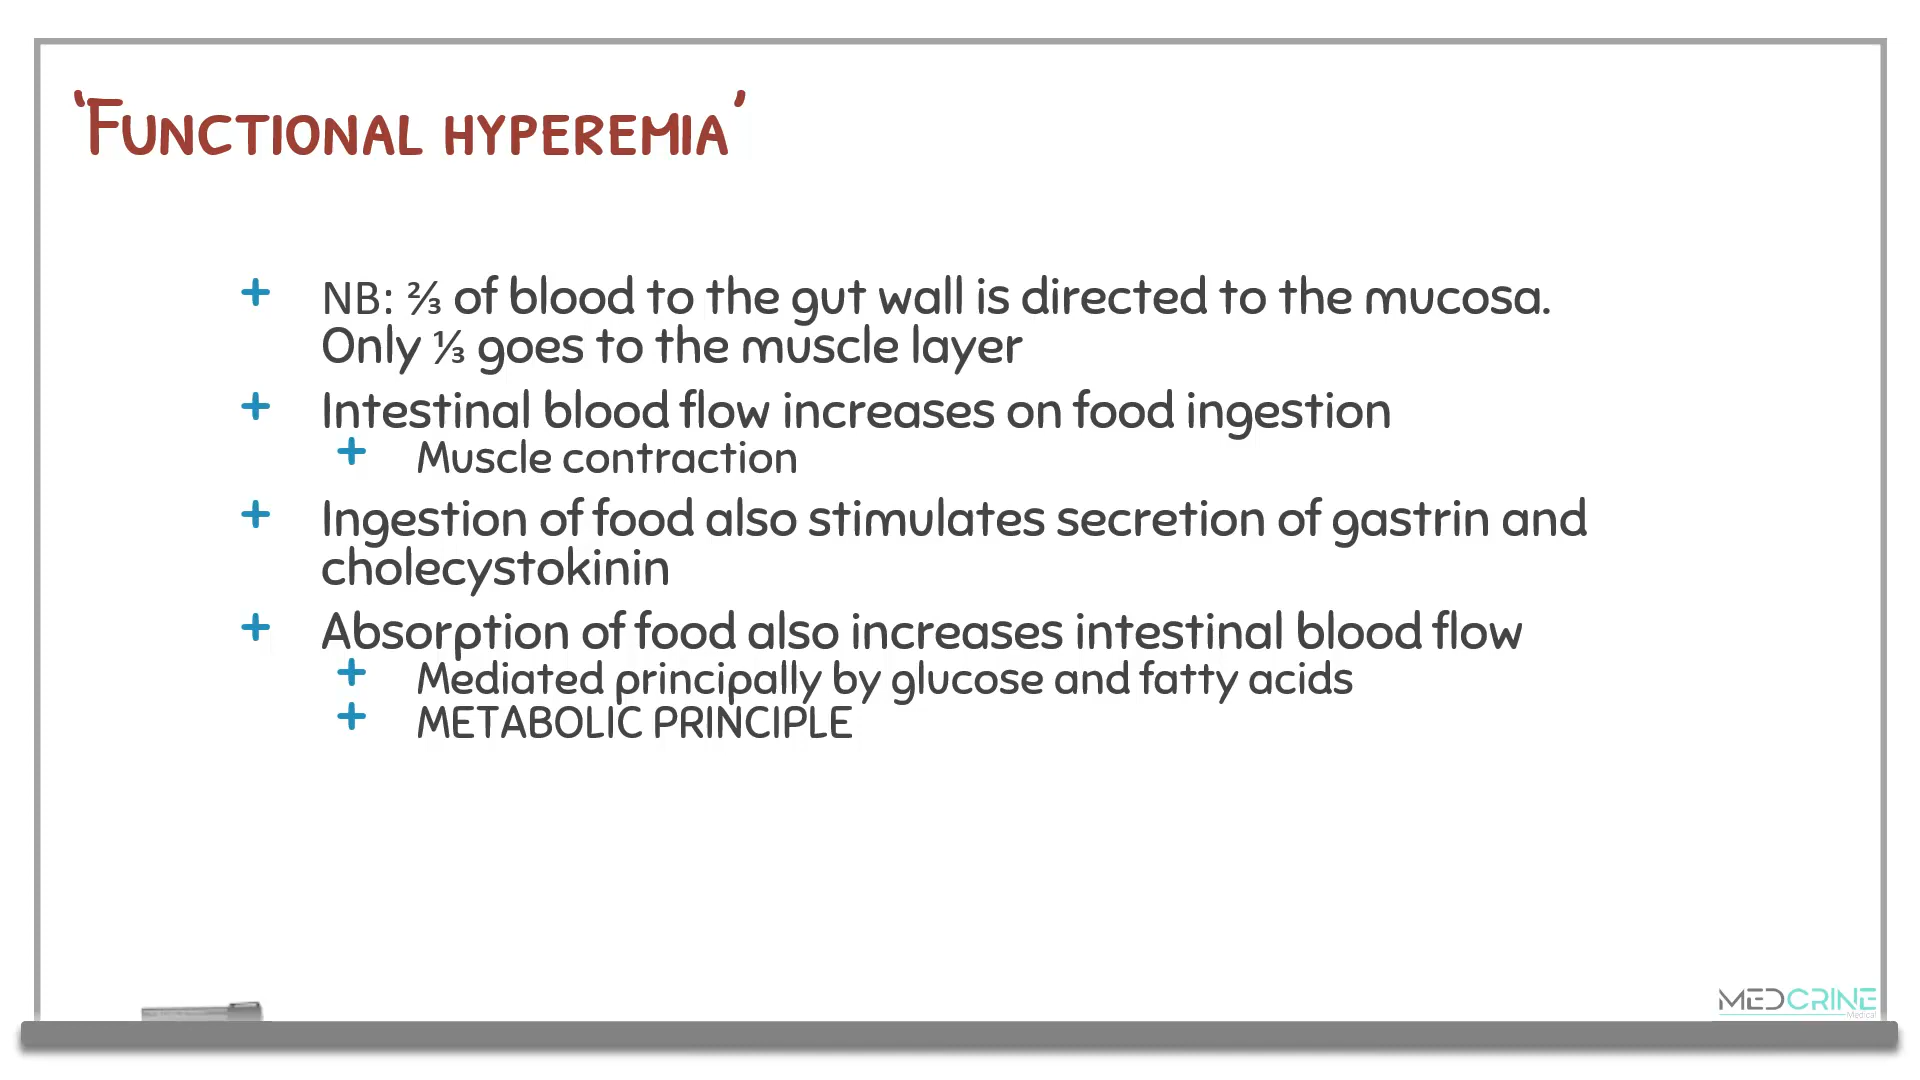 ‘Functional hyperemia’
+ NB: ⅔ of blood to the gut wall is directed to the mucosa.
Only ⅓ goes to the muscle layer
+ Intestinal blood flow increases on food ingestion
+ Muscle contraction
+ Ingestion of food also stimulates secretion of gastrin and
cholecystokinin
+ Absorption of food also increases intestinal blood flow
+ Mediated principally by glucose and fatty acids
+ METABOLIC PRINCIPLE
MEDCRINE
Medical